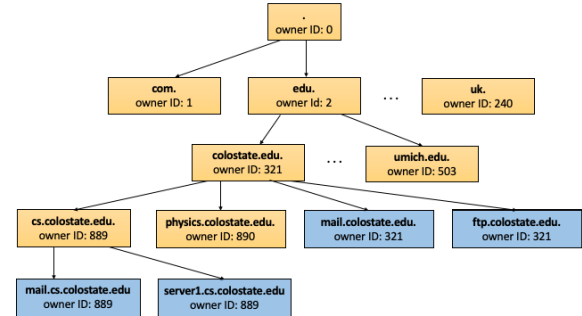 .
owner ID: 0
com.
owner ID: 1
edu.
owner Id: 2
...
uk.
owner ID: 240
colostate.edu.
owner ID: 321
...
umich.edu.
owner ID: 503
cs.colostate.edu.
owner ID: 889
physics.colostate.edu.
owner ID: 890
mail.colostate.edu.
owner ID: 321
ftp.colostate.edu.
owner ID: 321
mail.cs.colostate.edu
owner ID: 889
server1.cs.colostate.edu
owner ID: 889